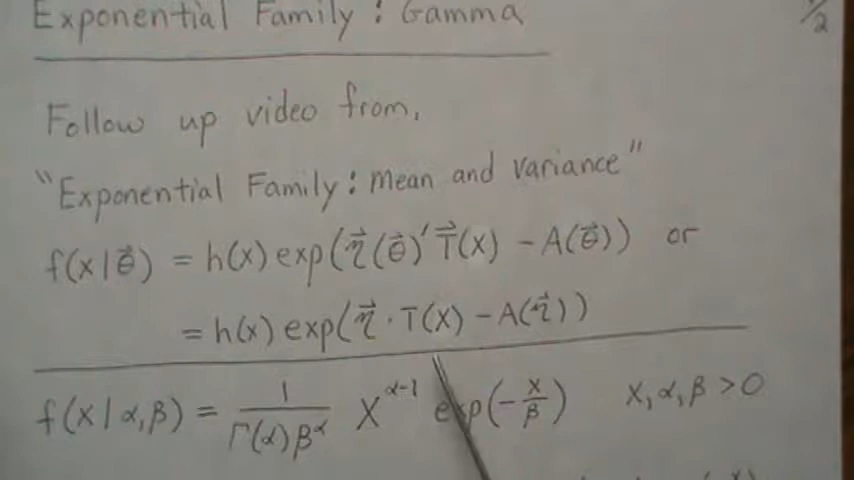 Exponential Family: Gamma
1/2
Follow up video from,
"Exponential Family: Mean and variance"
f(x|θ⃗) = h(x) exp(η⃗(θ⃗)'T⃗(x) - A(θ⃗)) or
= h(x) exp(η⃗ · T(x) - A(η⃗))
f(x|α,β) = 1/(Γ(α)β^α) x^(α-1) exp(-x/β) x,α,β > 0